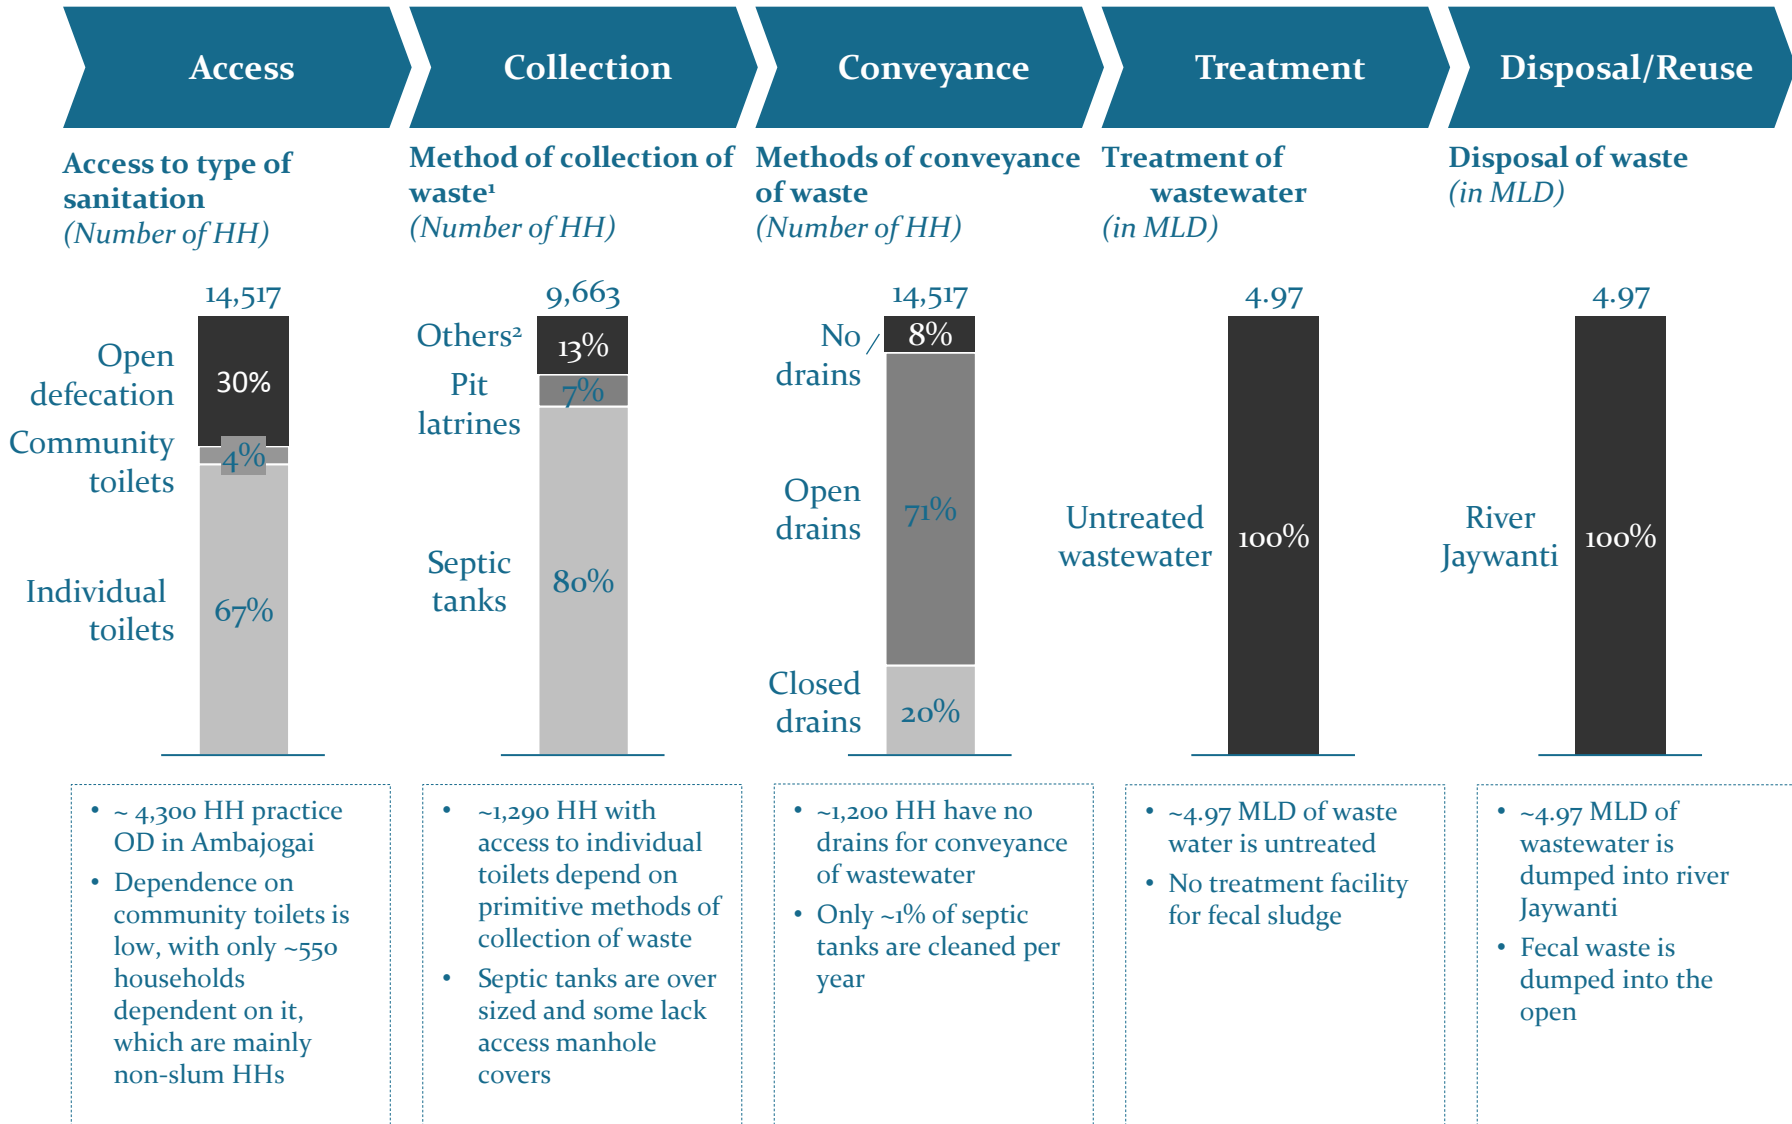 Access
Collection
Conveyance
Treatment
Disposal/Reuse
Access to type of
sanitation
(Number of HH)
Method of collection of
waste¹
(Number of HH)
Methods of conveyance
of waste
(Number of HH)
Treatment of
wastewater
(in MLD)
Disposal of waste
(in MLD)
14,517
Open
defecation
30%
Community
toilets
4%
Individual
toilets
67%
9,663
Others²
13%
Pit
latrines
7%
Septic
tanks
80%
14,517
No
drains
8%
Open
drains
71%
Closed
drains
20%
4.97
Untreated
wastewater
100%
4.97
River
Jaywanti
100%
• ~ 4,300 HH practice
OD in Ambajogai
• Dependence on
community toilets is
low, with only ~550
households
dependent on it,
which are mainly
non-slum HHs
• ~1,290 HH with
access to individual
toilets depend on
primitive methods of
collection of waste
• Septic tanks are over
sized and some lack
access manhole
covers
• ~1,200 HH have no
drains for conveyance
of wastewater
• Only ~1% of septic
tanks are cleaned per
year
• ~4.97 MLD of waste
water is untreated
• No treatment facility
for fecal sludge
• ~4.97 MLD of
wastewater is
dumped into river
Jaywanti
• Fecal waste is
dumped into the
open